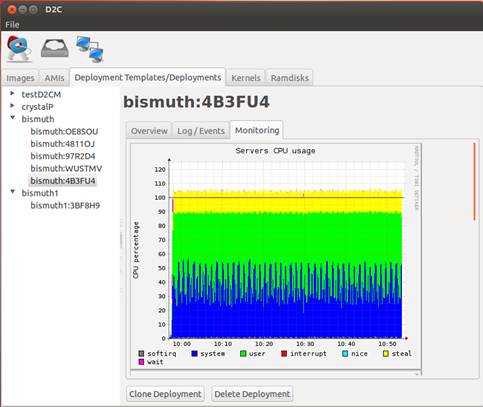 D2C
File
Images AMIs Deployment Templates/Deployments Kernels Ramdisks
testD2CM
crystalP
bismuth
bismuth:OE8SOU
bismuth:4811OJ
bismuth:97R2D4
bismuth:WUSTMV
bismuth:4B3FU4
bismuth1
bismuth1:3BF8H9
bismuth:4B3FU4
Overview Log / Events Monitoring
Servers CPU usage
RRDTOOL / TOBI OETIKER
CPU percentage
120
110
100
90
80
70
60
50
40
30
20
10
0
10:00 10:10 10:20 10:30 10:40 10:50
softirq system user interrupt nice steal
wait
Clone Deployment Delete Deployment